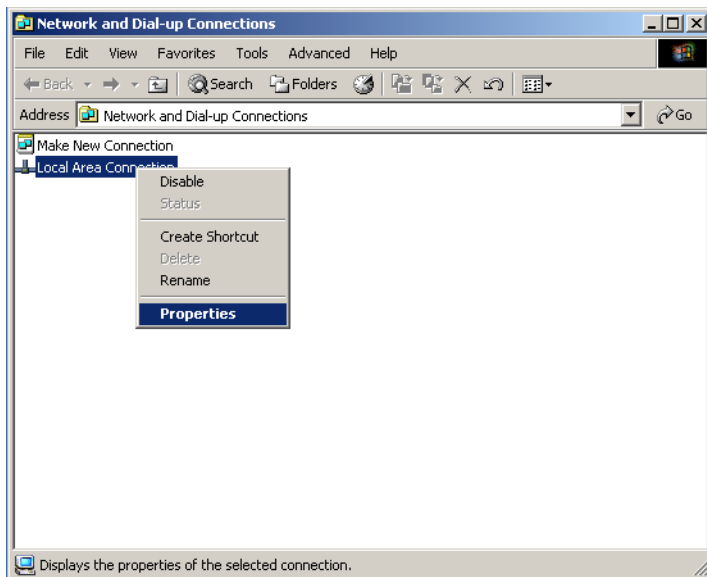 Network and Dial-up Connections
File Edit View Favorites Tools Advanced Help
Back Search Folders
Address Network and Dial-up Connections Go
Make New Connection
Local Area Connection
Disable
Status
Create Shortcut
Delete
Rename
Properties
Displays the properties of the selected connection.